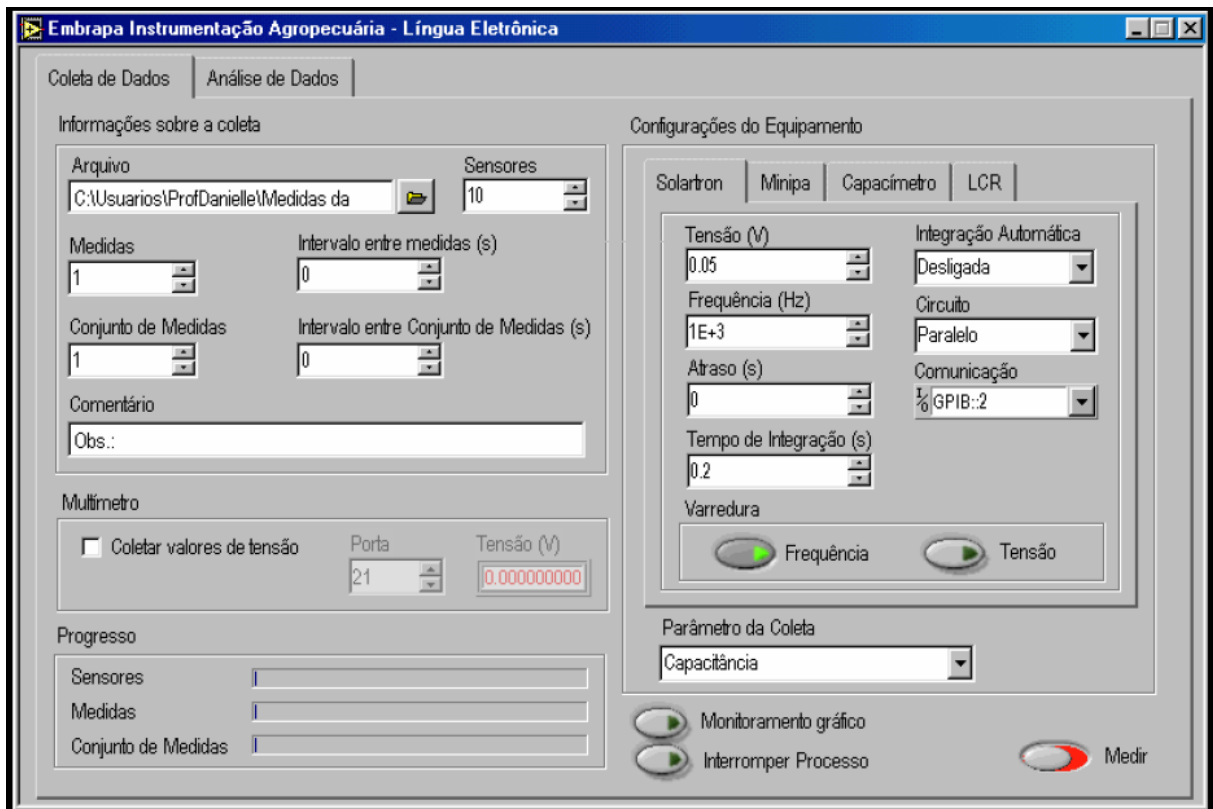 Embrapa Instrumentação Agropecuária - Língua Eletrônica
Coleta de Dados
Análise de Dados
Informações sobre a coleta
Arquivo
Sensores
C:\Usuarios\ProfDanielle\Medidas da
10
Medidas
Intervalo entre medidas (s)
1
0
Conjunto de Medidas
Intervalo entre Conjunto de Medidas (s)
1
0
Comentário
Obs.:
Multímetro
Coletar valores de tensão
Porta
Tensão (V)
21
0.000000000
Progresso
Sensores
Medidas
Conjunto de Medidas
Configurações do Equipamento
Solartron
Minipa
Capacímetro
LCR
Tensão (V)
Integração Automática
0.05
Desligada
Frequência (Hz)
Circuito
1E+3
Paralelo
Atraso (s)
Comunicação
0
I/O GPIB::2
Tempo de Integração (s)
0.2
Varredura
Frequência
Tensão
Parâmetro da Coleta
Capacitância
Monitoramento gráfico
Interromper Processo
Medir